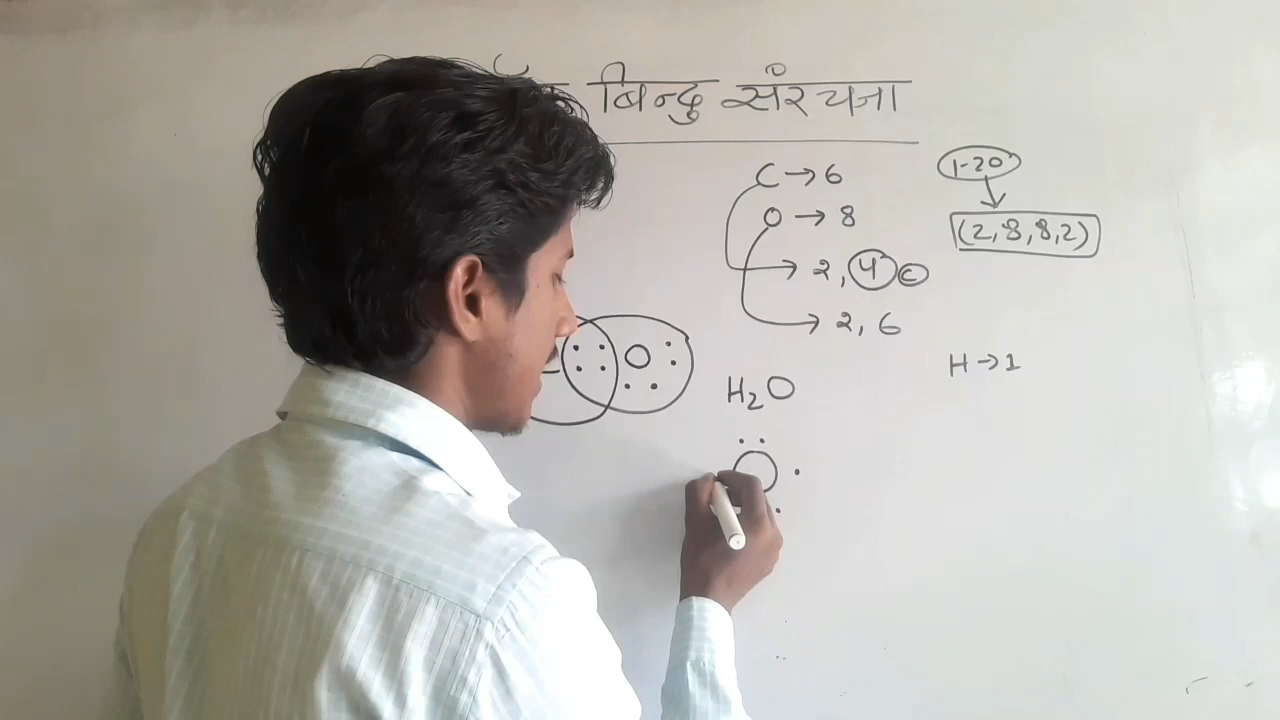 बिन्दु संरचना
C → 6
O → 8
2, 4 C
2, 6
1-20
(2,8,8,2)
H → 1
H₂O
O
O